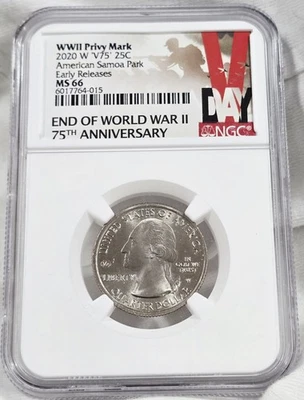 WWII Privy Mark
2020 W 'V75' 25C
American Samoa Park
Early Releases
MS 66
6017764-015
V
DAY
NGC
END OF WORLD WAR II
75TH ANNIVERSARY
UNITED STATES OF AMERICA
LIBERTY
IN
GOD WE
TRUST
W
QUARTER DOLLAR